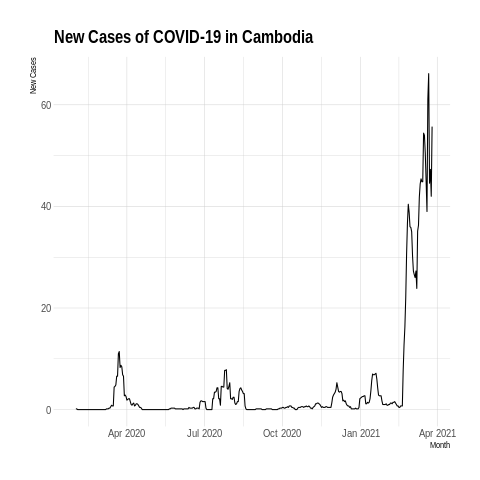 New Cases of COVID-19 in Cambodia
New Cases
60
40
20
0
Apr 2020 Jul 2020 Oct 2020 Jan 2021 Apr 2021
Month